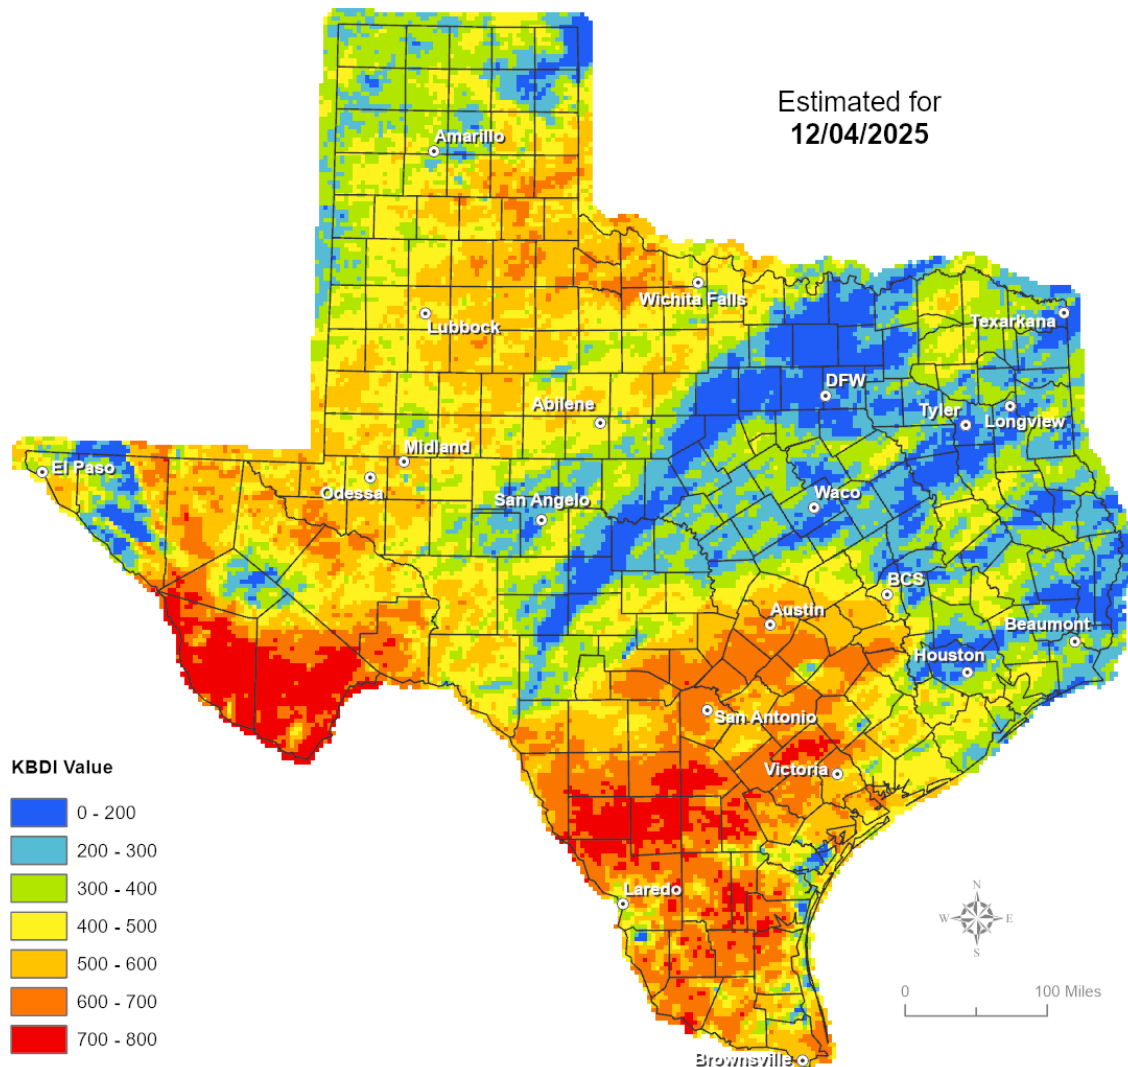 Estimated for
12/04/2025
Amarillo
Wichita Falls
Lubbock
Texarkana
DFW
Abilene
Tyler
Longview
Midland
El Paso
Odessa
San Angelo
Waco
BCS
Austin
Beaumont
Houston
San Antonio
Victoria
Laredo
Brownsville
KBDI Value
0 - 200
200 - 300
300 - 400
400 - 500
500 - 600
600 - 700
700 - 800
N
W E
S
0 100 Miles